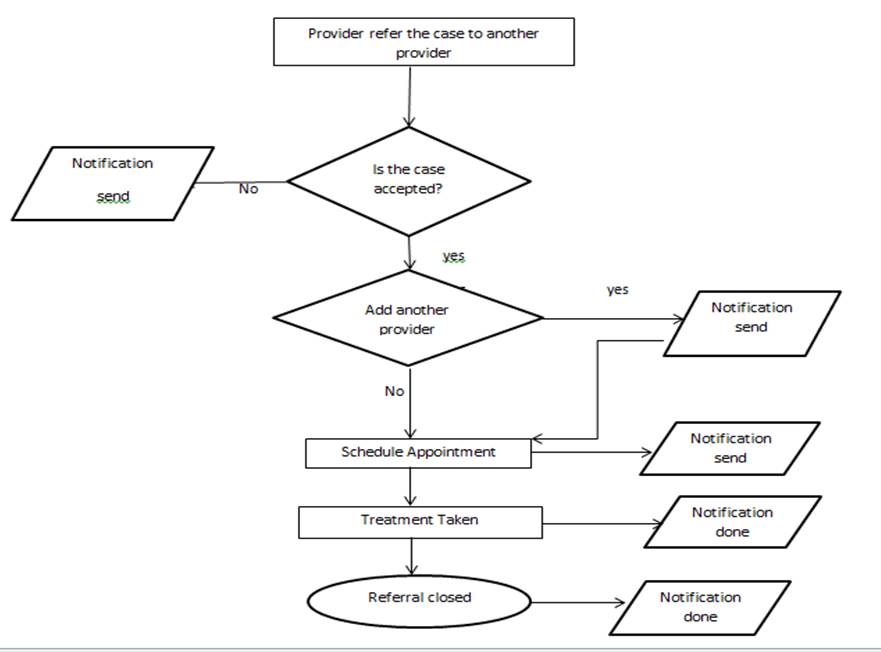 Provider refer the case to another
provider
Is the case
accepted?
Notification
send
No
yes
Add another
provider
yes
Notification
send
No
Schedule Appointment
Notification
send
Treatment Taken
Notification
done
Referral closed
Notification
done